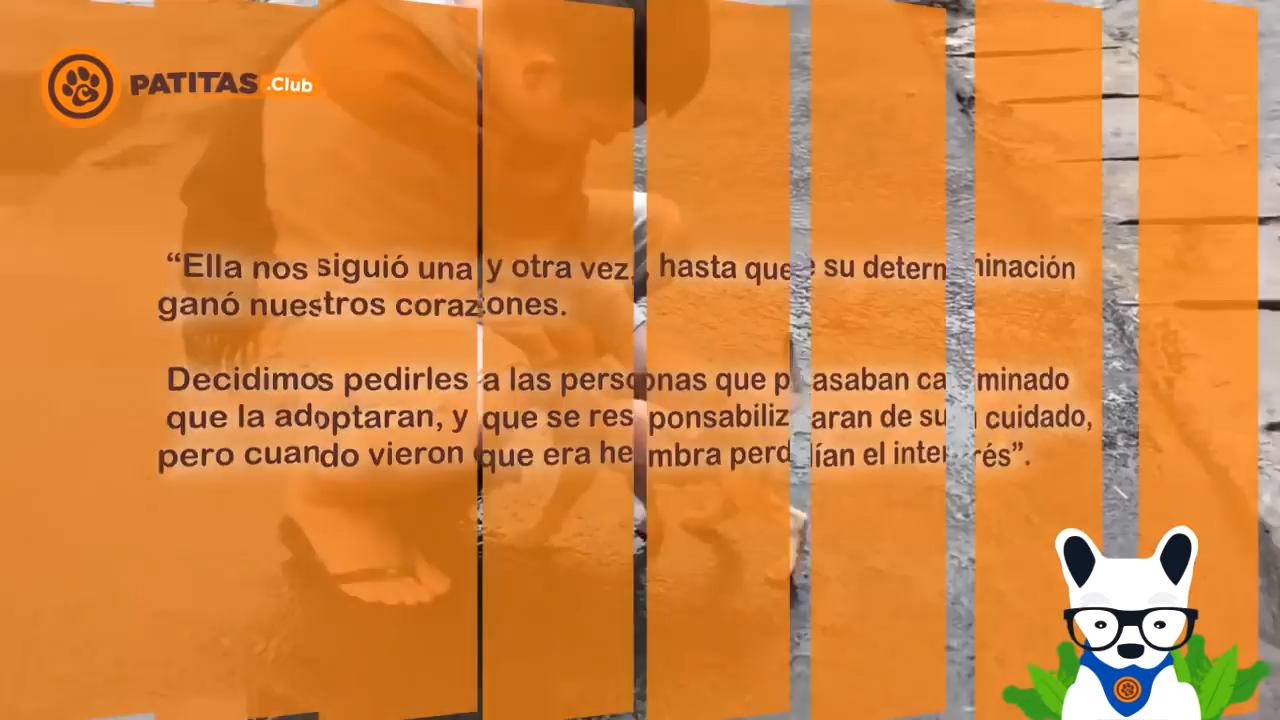 PATITAS .Club
“Ella nos siguió una y otra vez, hasta que su determinación
ganó nuestros corazones.
Decidimos pedirles a las personas que pasaban caminado
que la adoptaran, y que se responsabilizaran de su cuidado,
pero cuando vieron que era hembra perdían el interés”.